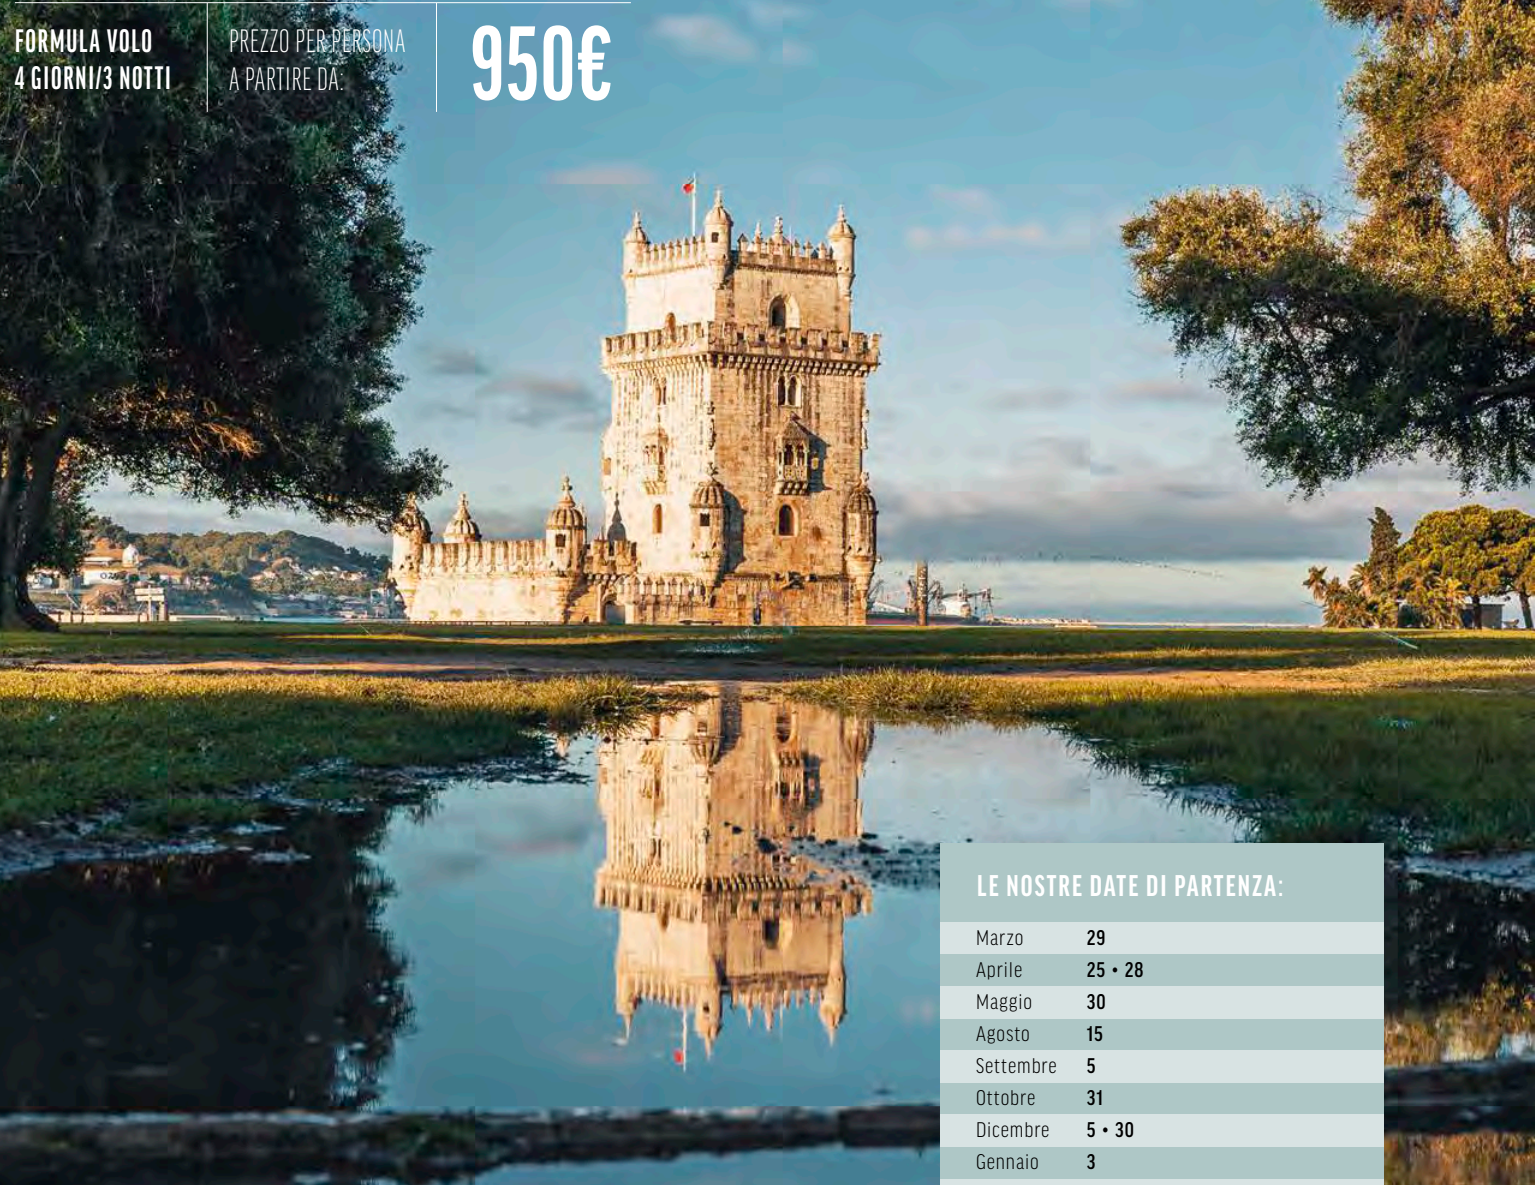 FORMULA VOLO
4 GIORNI/3 NOTTI
PREZZO PER PERSONA
A PARTIRE DA:
950€
LE NOSTRE DATE DI PARTENZA:
Marzo 29
Aprile 25 • 28
Maggio 30
Agosto 15
Settembre 5
Ottobre 31
Dicembre 5 • 30
Gennaio 3